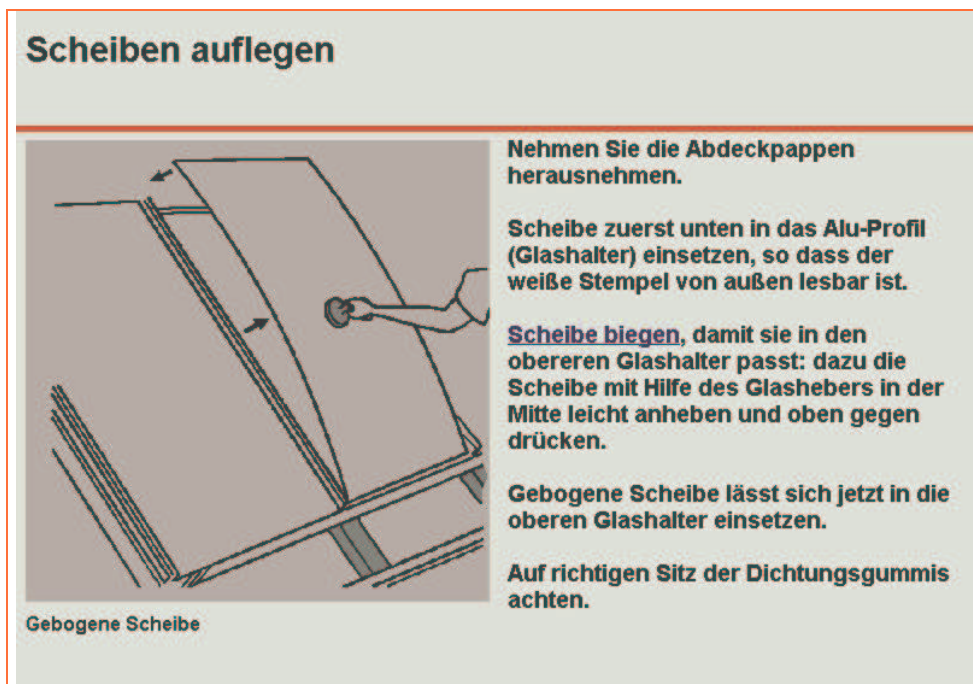 Scheiben auflegen
Nehmen Sie die Abdeckpappen
herausnehmen.
Scheibe zuerst unten in das Alu-Profil
(Glashalter) einsetzen, so dass der
weiße Stempel von außen lesbar ist.
Scheibe biegen, damit sie in den
obereren Glashalter passt: dazu die
Scheibe mit Hilfe des Glashebers in der
Mitte leicht anheben und oben gegen
drücken.
Gebogene Scheibe lässt sich jetzt in die
oberen Glashalter einsetzen.
Auf richtigen Sitz der Dichtungsgummis
achten.
Gebogene Scheibe